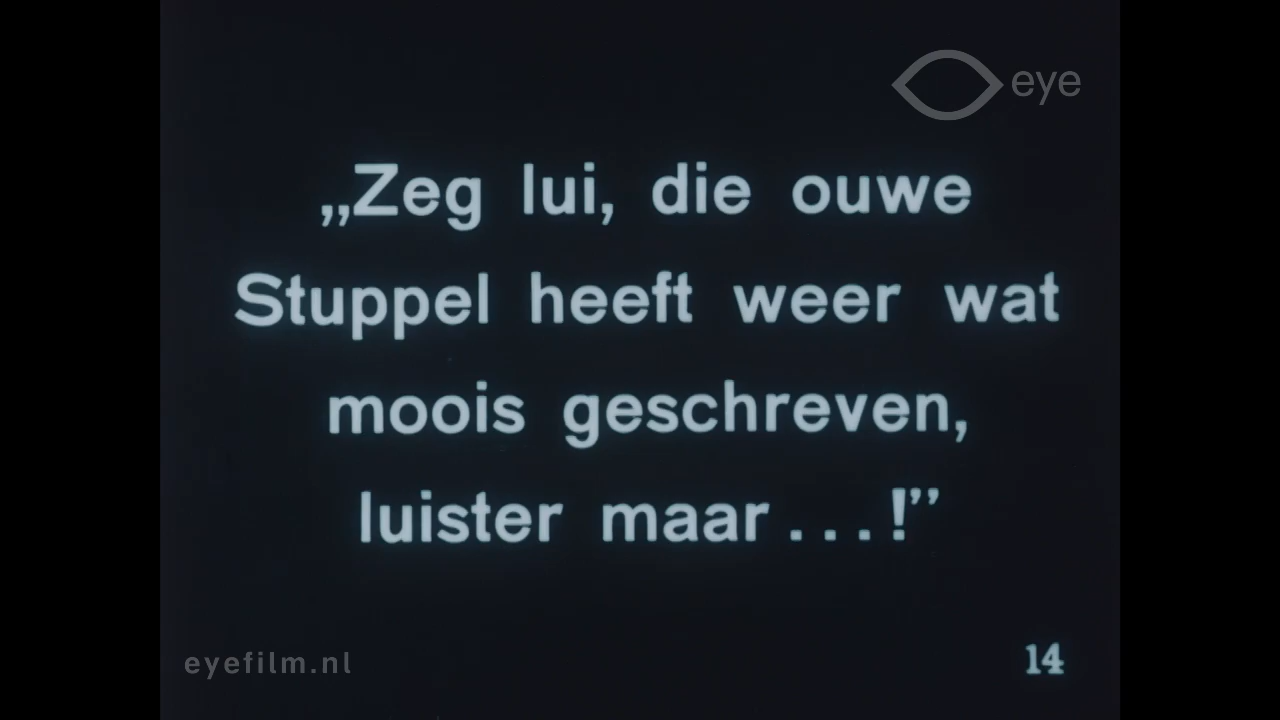 eye
„Zeg lui, die ouwe
Stuppel heeft weer wat
moois geschreven,
luister maar...!”
eyefilm.nl
14